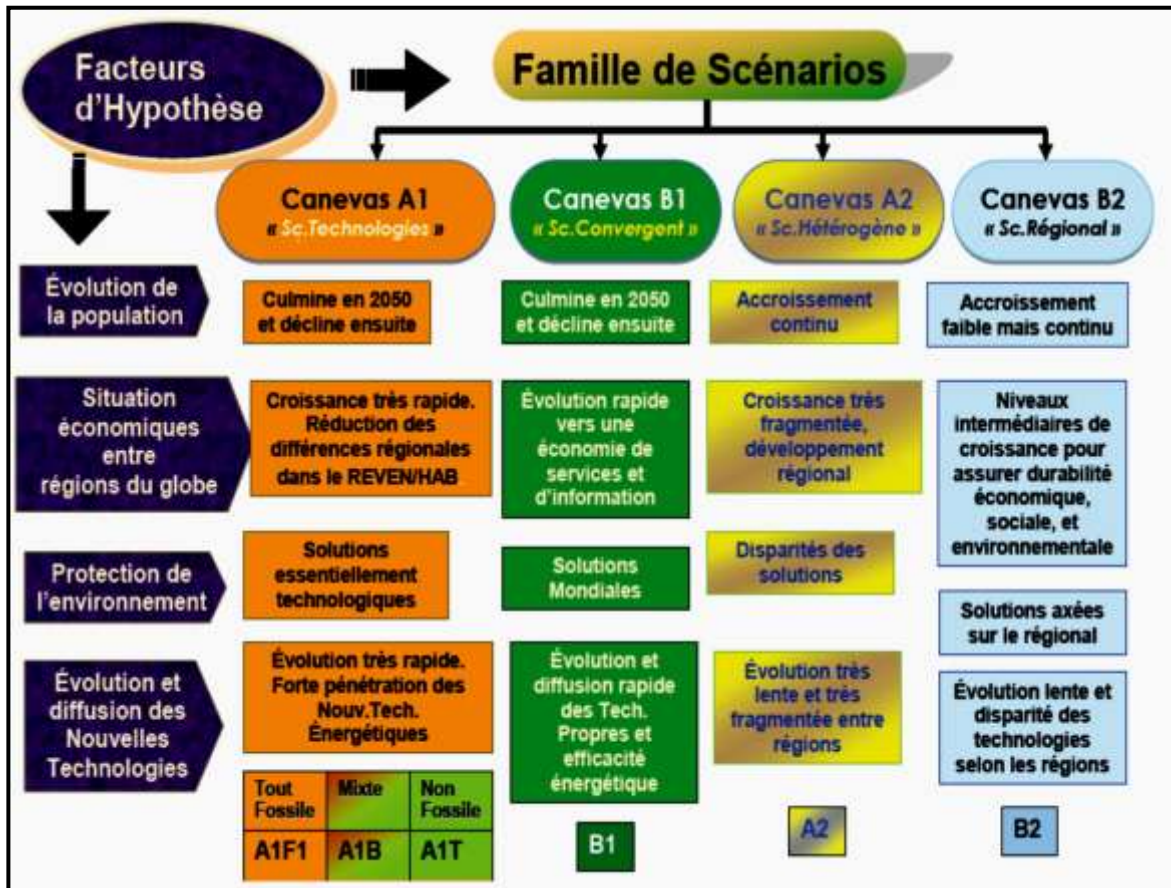 Facteurs
d'Hypothèse
Famille de Scénarios
Canevas A1
« Sc.Technologies »
Canevas B1
« Sc.Convergent »
Canevas A2
« Sc.Hétérogène »
Canevas B2
« Sc.Régional »
Évolution de
la population
Culmine en 2050
et décline ensuite
Culmine en 2050
et décline ensuite
Accroissement
continu
Accroissement
faible mais continu
Situation
économiques
entre
régions du globe
Croissance très rapide.
Réduction des
différences régionales
dans le REVEN/HAB
Évolution rapide
vers une
économie de
services et
d'information
Croissance très
fragmentée,
développement
régional
Niveaux
intermédiaires de
croissance pour
assurer durabilité
économique,
sociale, et
environnementale
Protection de
l'environnement
Solutions
essentiellement
technologiques
Solutions
Mondiales
Disparités des
solutions
Solutions axées
sur le régional
Évolution et
diffusion des
Nouvelles
Technologies
Évolution très rapide.
Forte pénétration des
Nouv.Tech.
Énergétiques
Évolution et
diffusion rapide
des Tech.
Propres et
efficacité
énergétique
Évolution très
lente et très
fragmentée entre
régions
Évolution lente et
disparité des
technologies
selon les régions
Tout
Fossile
Mixte
Non
Fossile
A1F1
A1B
A1T
B1
A2
B2